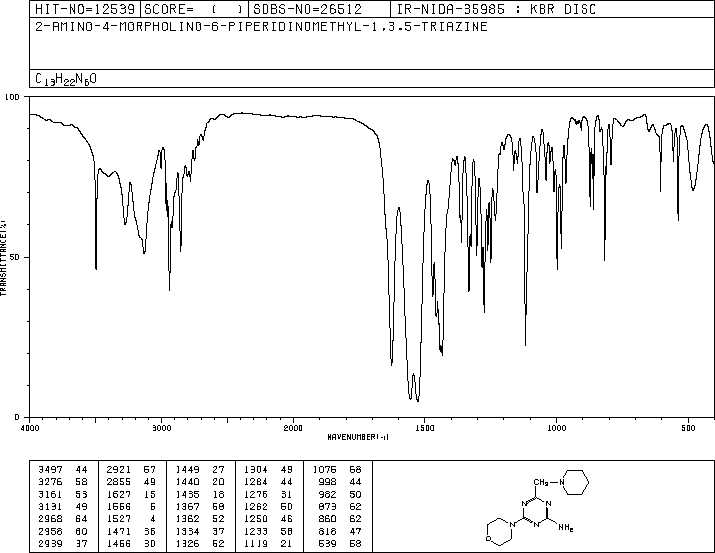 HIT-NO=12539 SCORE= ( ) SDBS-NO=26512 IR-NIDA-35985 : KBR DISC
2-AMINO-4-MORPHOLINO-6-PIPERIDINOMETHYL-1,3,5-TRIAZINE
C13H22N6O
100
50
0
TRANSMITTANCE(%)
4000 3000 2000 1500 1000 500
WAVENUMBER(-1)
3497 44 2921 57 1449 27 1304 49 1076 68
3276 58 2855 49 1440 20 1284 44 998 44
3161 53 1627 15 1435 18 1276 31 982 50
3131 49 1556 5 1367 68 1262 50 873 62
2968 64 1527 4 1362 52 1250 46 860 62
2958 60 1471 36 1334 37 1233 58 818 47
2939 37 1456 30 1326 52 1119 21 539 58
CH2 N
N N
N N NH2
O